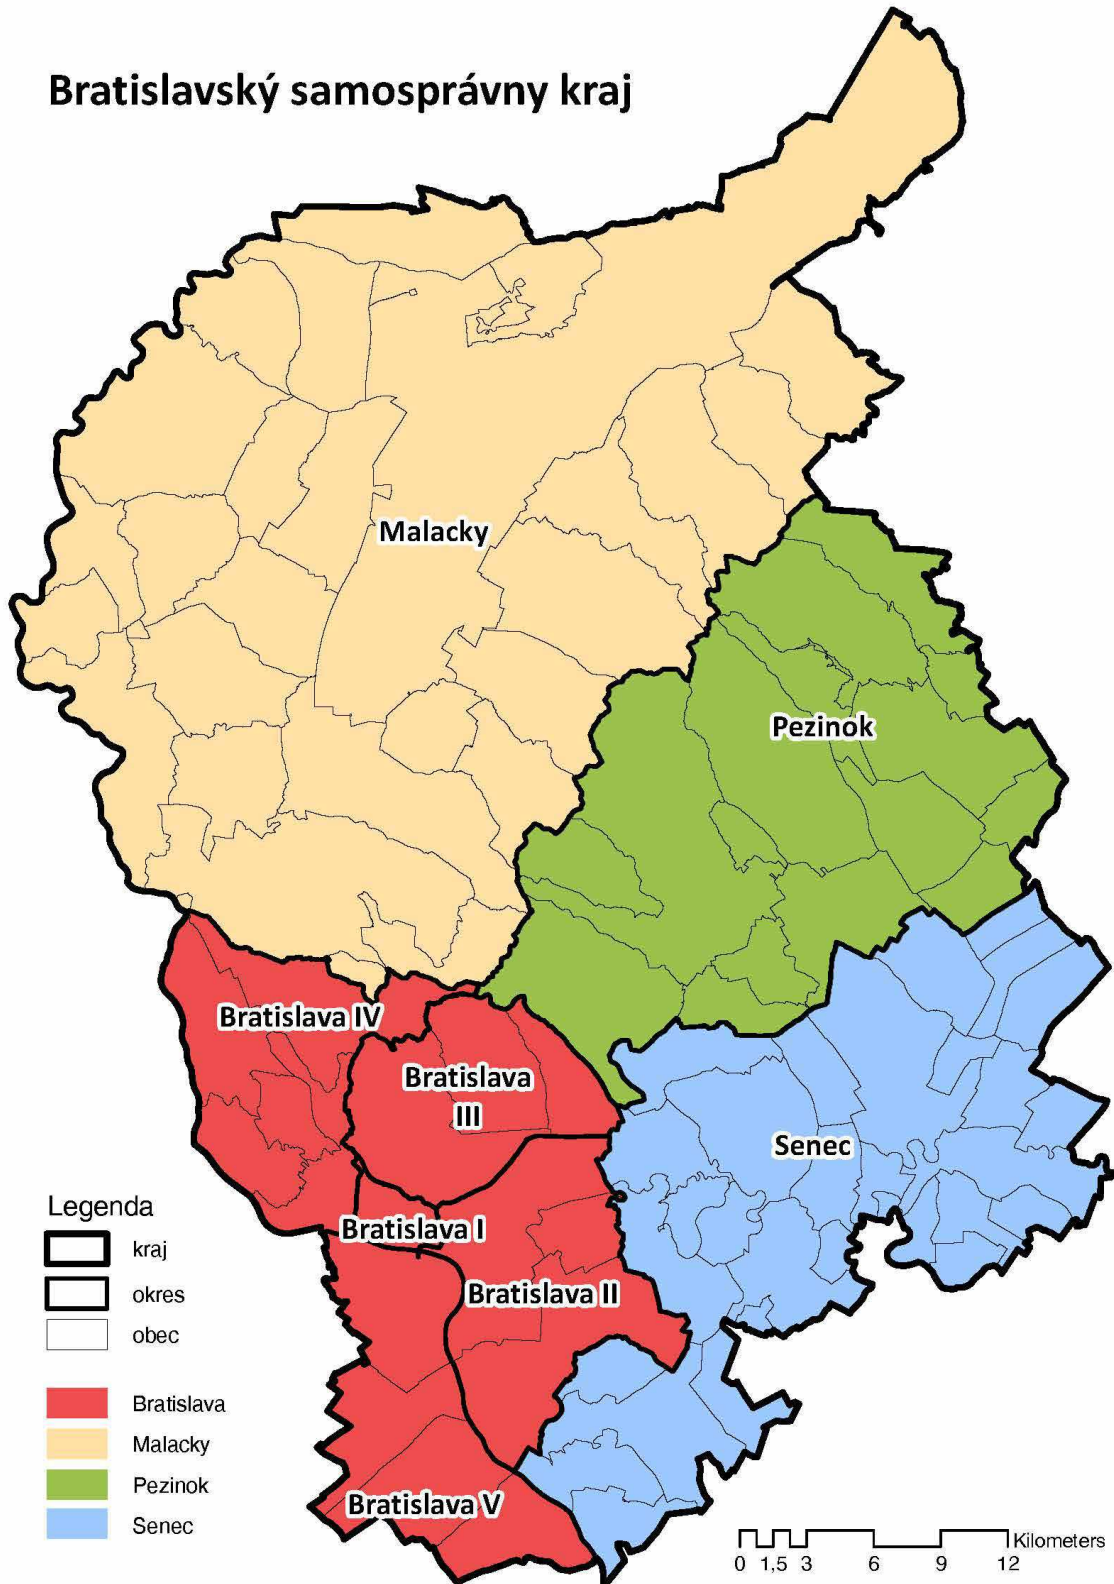 Bratislavský samosprávny kraj
Malacky
Pezinok
Bratislava IV
Bratislava
III
Senec
Bratislava I
Bratislava II
Bratislava V
Legenda
kraj
okres
obec
Bratislava
Malacky
Pezinok
Senec
Kilometers
0 1,5 3 6 9 12